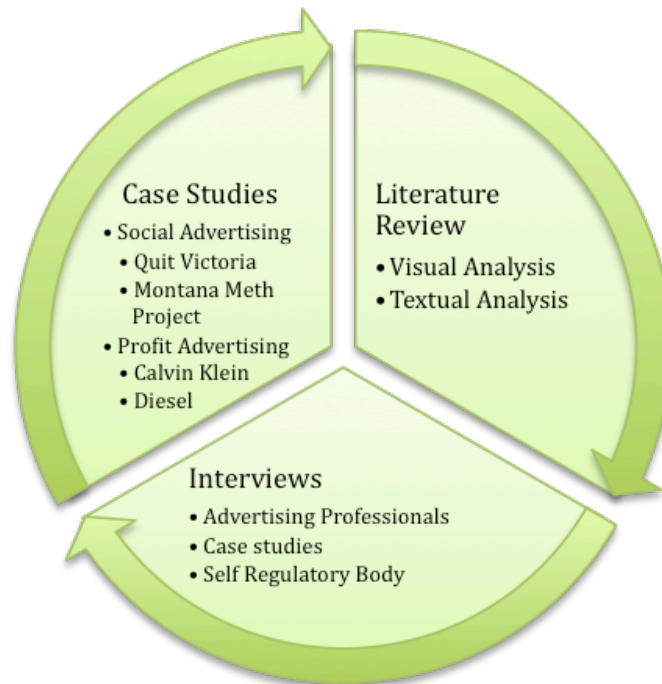 Case Studies
• Social Advertising
• Quit Victoria
• Montana Meth
Project
• Profit Advertising
• Calvin Klein
• Diesel
Literature
Review
• Visual Analysis
• Textual Analysis
Interviews
• Advertising Professionals
• Case studies
• Self Regulatory Body